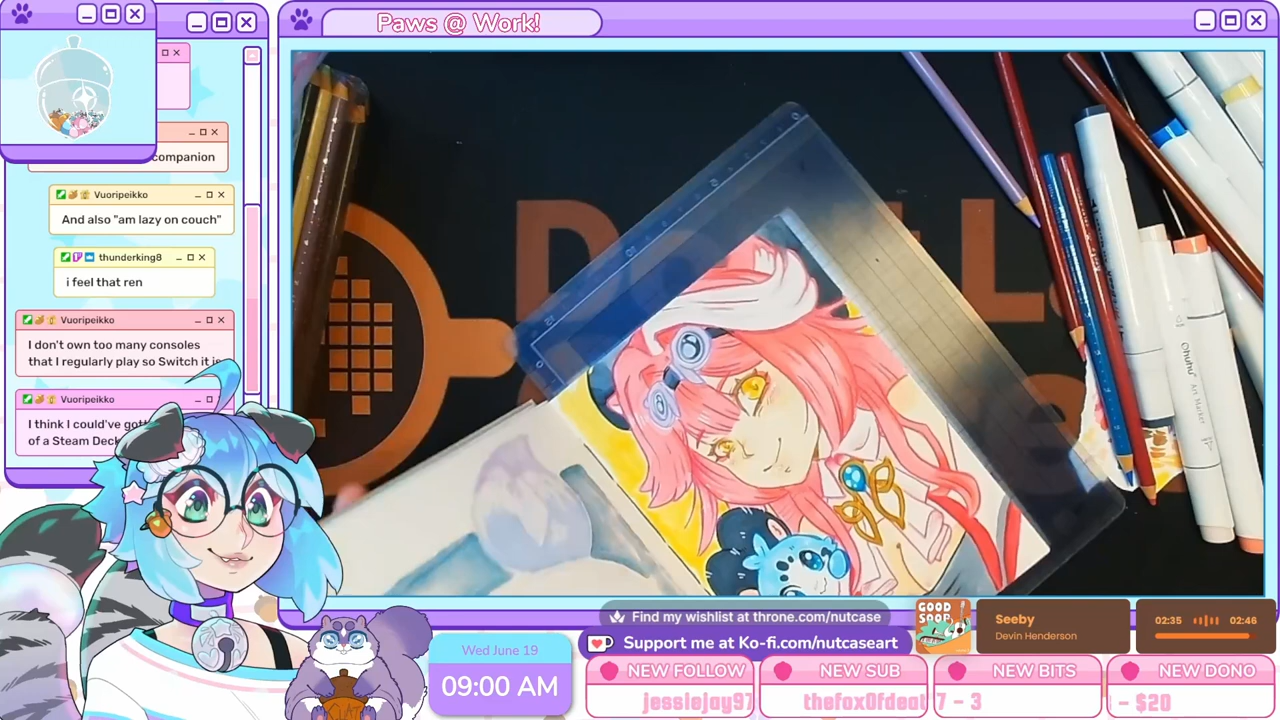 Paws @ Work!
companion
Vuoripeikko
And also "am lazy on couch"
thunderking8
i feel that ren
Vuoripeikko
I don't own too many consoles
that I regularly play so Switch it is
Vuoripeikko
I think I could've got
of a Steam Deck
Ohuhu
Art Marker
Find my wishlist at throne.com/nutcase
Support me at Ko-fi.com/nutcaseart
GOOD
SOOP
Seeby
Devin Henderson
02:35
02:46
Wed June 19
09:00 AM
NEW FOLLOW
NEW SUB
NEW BITS
NEW DONO
jessiejay97
thefox0fdeat
7 - 3
- $20